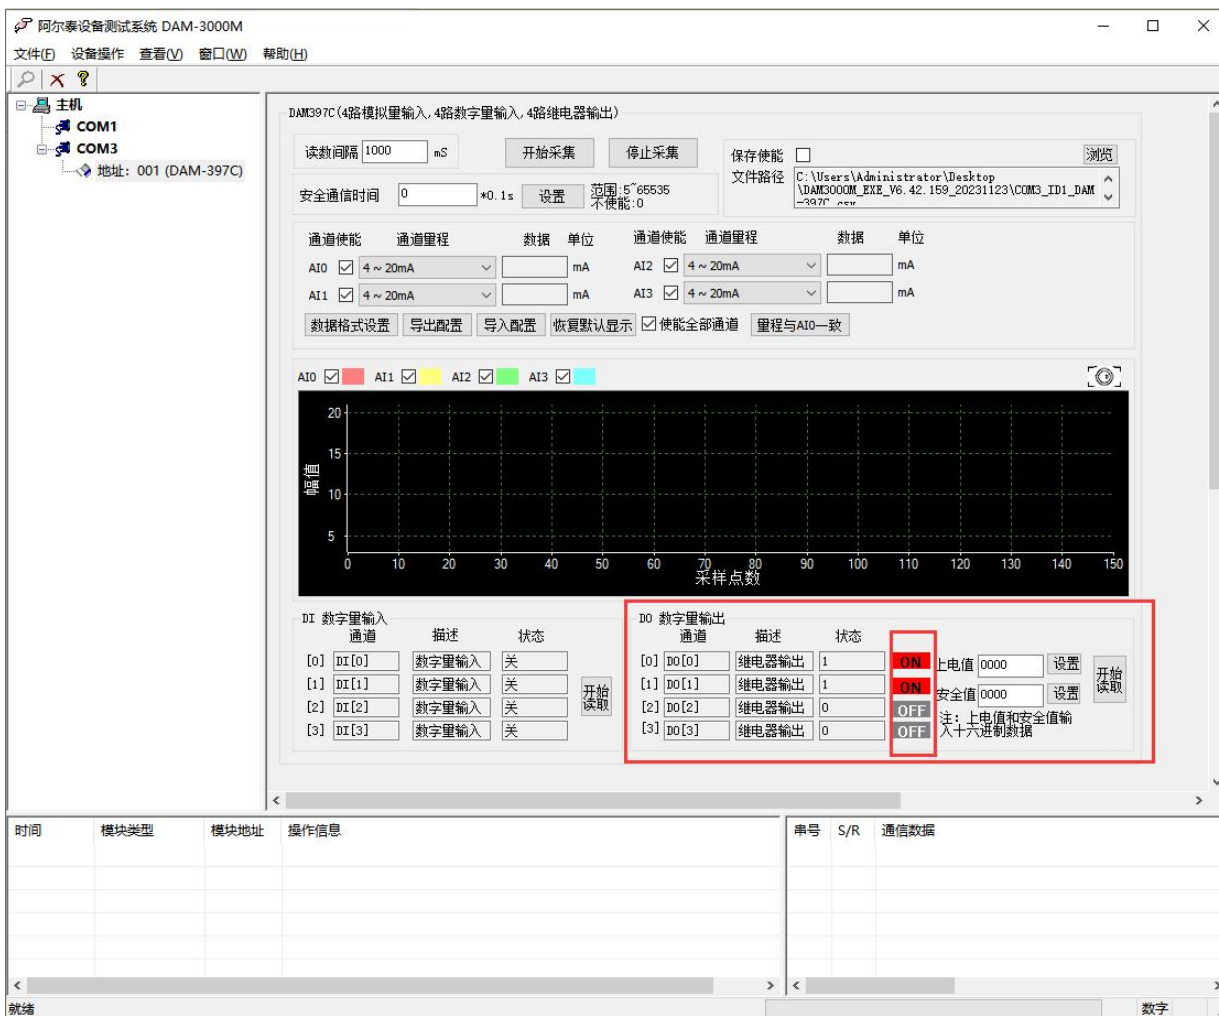 阿尔泰设备测试系统 DAM-3000M
文件(F) 设备操作 查看(V) 窗口(W) 帮助(H)
主机
COM1
COM3
地址: 001 (DAM-397C)
DAM397C(4路模拟量输入,4路数字量输入,4路继电器输出)
读数间隔 1000 mS 开始采集 停止采集
安全通信时间 0 *0.1s 设置 范围:5~65535
不使能:0
保存使能 浏览
文件路径 C:\Users\Administrator\Desktop
\DAM3000M_EXE_V6.42.159_20231123\COM3_ID1_DAM
-397C.csv
通道使能 通道量程 数据 单位 通道使能 通道量程 数据 单位
AI0 4～20mA mA AI2 4～20mA mA
AI1 4～20mA mA AI3 4～20mA mA
数据格式设置 导出配置 导入配置 恢复默认显示 使能全部通道 量程与AI0一致
AI0 AI1 AI2 AI3
幅值
20
15
10
5
0 10 20 30 40 50 60 70 80 90 100 110 120 130 140 150
采样点数
DI 数字量输入
通道 描述 状态
[0] DI[0] 数字量输入 关
[1] DI[1] 数字量输入 关
[2] DI[2] 数字量输入 关
[3] DI[3] 数字量输入 关
开始
读取
DO 数字量输出
通道 描述 状态
[0] DO[0] 继电器输出 1 ON
[1] DO[1] 继电器输出 1 ON
[2] DO[2] 继电器输出 0 OFF
[3] DO[3] 继电器输出 0 OFF
上电值 0000 设置
安全值 0000 设置
注: 上电值和安全值输
入十六进制数据
开始
读取
时间 模块类型 模块地址 操作信息
串号 S/R 通信数据
就绪 数字